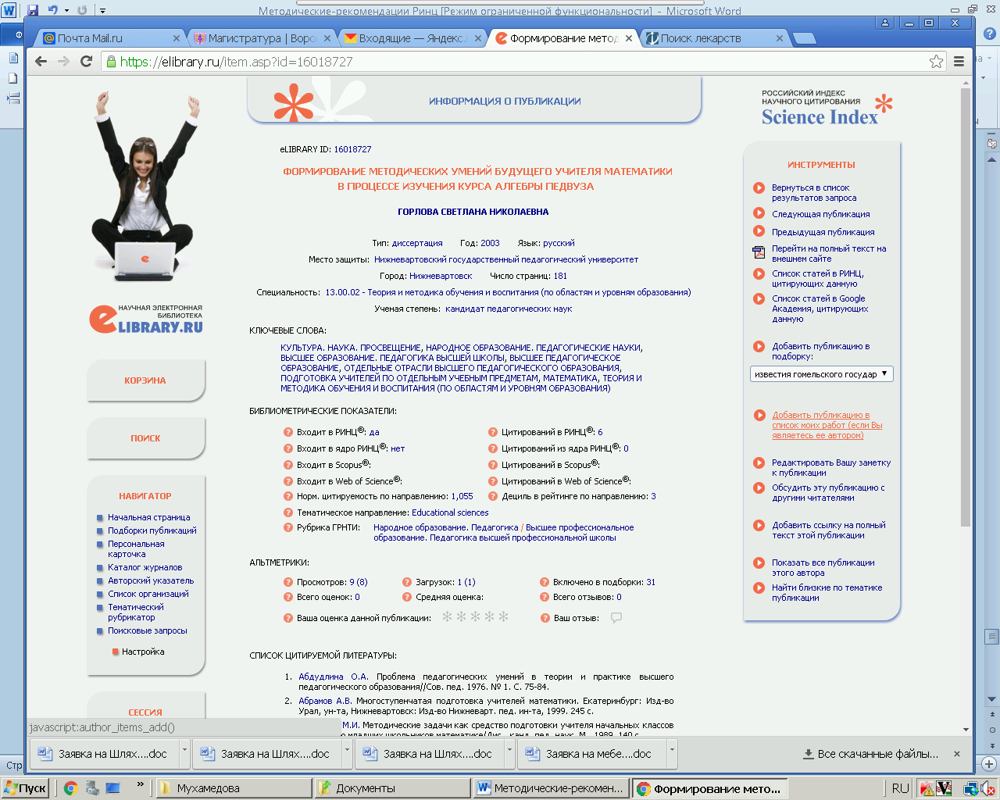 Методические-рекомендации Ринц [Режим ограниченной функциональности] - Microsoft Word
Ф
Почта Mail.ru
Магистратура | Воро
Входящие — Яндекс.
Формирование метод
Поиск лекарств
https://elibrary.ru/item.asp?id=16018727
ИНФОРМАЦИЯ О ПУБЛИКАЦИИ
РОССИЙСКИЙ ИНДЕКС
НАУЧНОГО ЦИТИРОВАНИЯ
Science Index
eLIBRARY ID: 16018727
ФОРМИРОВАНИЕ МЕТОДИЧЕСКИХ УМЕНИЙ БУДУЩЕГО УЧИТЕЛЯ МАТЕМАТИКИ
В ПРОЦЕССЕ ИЗУЧЕНИЯ КУРСА АЛГЕБРЫ ПЕДВУЗА
ГОРЛОВА СВЕТЛАНА НИКОЛАЕВНА
Тип: диссертация Год: 2003 Язык: русский
Место защиты: Нижневартовский государственный педагогический университет
Город: Нижневартовск Число страниц: 181
Специальность: 13.00.02 - Теория и методика обучения и воспитания (по областям и уровням образования)
Ученая степень: кандидат педагогических наук
КЛЮЧЕВЫЕ СЛОВА:
КУЛЬТУРА. НАУКА. ПРОСВЕЩЕНИЕ, НАРОДНОЕ ОБРАЗОВАНИЕ. ПЕДАГОГИЧЕСКИЕ НАУКИ,
ВЫСШЕЕ ОБРАЗОВАНИЕ. ПЕДАГОГИКА ВЫСШЕЙ ШКОЛЫ, ВЫСШЕЕ ПЕДАГОГИЧЕСКОЕ
ОБРАЗОВАНИЕ, ОТДЕЛЬНЫЕ ОТРАСЛИ ВЫСШЕГО ПЕДАГОГИЧЕСКОГО ОБРАЗОВАНИЯ,
ПОДГОТОВКА УЧИТЕЛЕЙ ПО ОТДЕЛЬНЫМ УЧЕБНЫМ ПРЕДМЕТАМ, МАТЕМАТИКА, ТЕОРИЯ И
МЕТОДИКА ОБУЧЕНИЯ И ВОСПИТАНИЯ (ПО ОБЛАСТЯМ И УРОВНЯМ ОБРАЗОВАНИЯ)
БИБЛИОМЕТРИЧЕСКИЕ ПОКАЗАТЕЛИ:
Входит в РИНЦ®: да Цитирований в РИНЦ®: 6
Входит в ядро РИНЦ®: нет Цитирований из ядра РИНЦ®: 0
Входит в Scopus®: Цитирований в Scopus®:
Входит в Web of Science®: Цитирований в Web of Science®:
Норм. цитируемость по направлению: 1,055 Дециль в рейтинге по направлению: 3
Тематическое направление: Educational sciences
Рубрика ГРНТИ: Народное образование. Педагогика / Высшее профессиональное
образование. Педагогика высшей профессиональной школы
АЛЬТМЕТРИКИ:
Просмотров: 9 (8) Загрузок: 1 (1) Включено в подборки: 31
Всего оценок: 0 Средняя оценка: Всего отзывов: 0
Ваша оценка данной публикации: Ваш отзыв:
СПИСОК ЦИТИРУЕМОЙ ЛИТЕРАТУРЫ:
1. Абдудлина О.А. Проблема педагогических умений в теории и практике высшего
педагогического образования//Сов. пед. 1976. № 1. С. 75-84.
2. Абрамов А.В. Многоступенчатая подготовка учителей математики. Екатеринбург: Изд-во
Урал, ун-та, Нижневартовск: Изд-во Нижневарт. пед. ин-та, 1999. 245 с.
М.И. Методические задачи как средство подготовки учителя начальных классов
НАУЧНАЯ ЭЛЕКТРОННАЯ
БИБЛИОТЕКА
eLIBRARY.RU
КОРЗИНА
ПОИСК
НАВИГАТОР
Начальная страница
Подборки публикаций
Персональная
карточка
Каталог журналов
Авторский указатель
Список организаций
Тематический
рубрикатор
Поисковые запросы
Настройка
СЕССИЯ
ИНСТРУМЕНТЫ
Вернуться в список
результатов запроса
Следующая публикация
Предыдущая публикация
Перейти на полный текст на
внешнем сайте
Список статей в РИНЦ,
цитирующих данную
Список статей в Google
Академия, цитирующих
данную
Добавить публикацию в
подборку:
известия гомельского государ
Добавить публикацию в
список моих работ (если Вы
являетесь ее автором)
Редактировать Вашу заметку
к публикации
Обсудить эту публикацию с
другими читателями
Добавить ссылку на полный
текст этой публикации
Показать все публикации
этого автора
Найти близкие по тематике
публикации
javascript:author_items_add()
Заявка на Шлях....doc
Заявка на Шлях....doc
Заявка на Шлях....doc
Заявка на мебе....doc
Все скачанные файлы...
Стр
Пуск
Мухамедова
Документы
Методические-рекомен...
Формирование мето...
RU